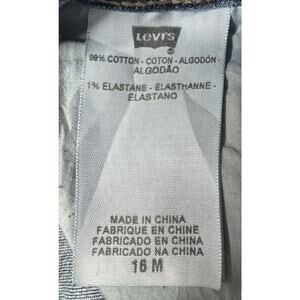 Levi's
®
99% COTTON - COTON - ALGODÓN -
ALGODÃO
1% ELASTANE - ELASTHANNE -
ELASTANO
MADE IN CHINA
FABRIQUE EN CHINE
FABRICADO EN CHINA
FABRICADO NA CHINA
16 M